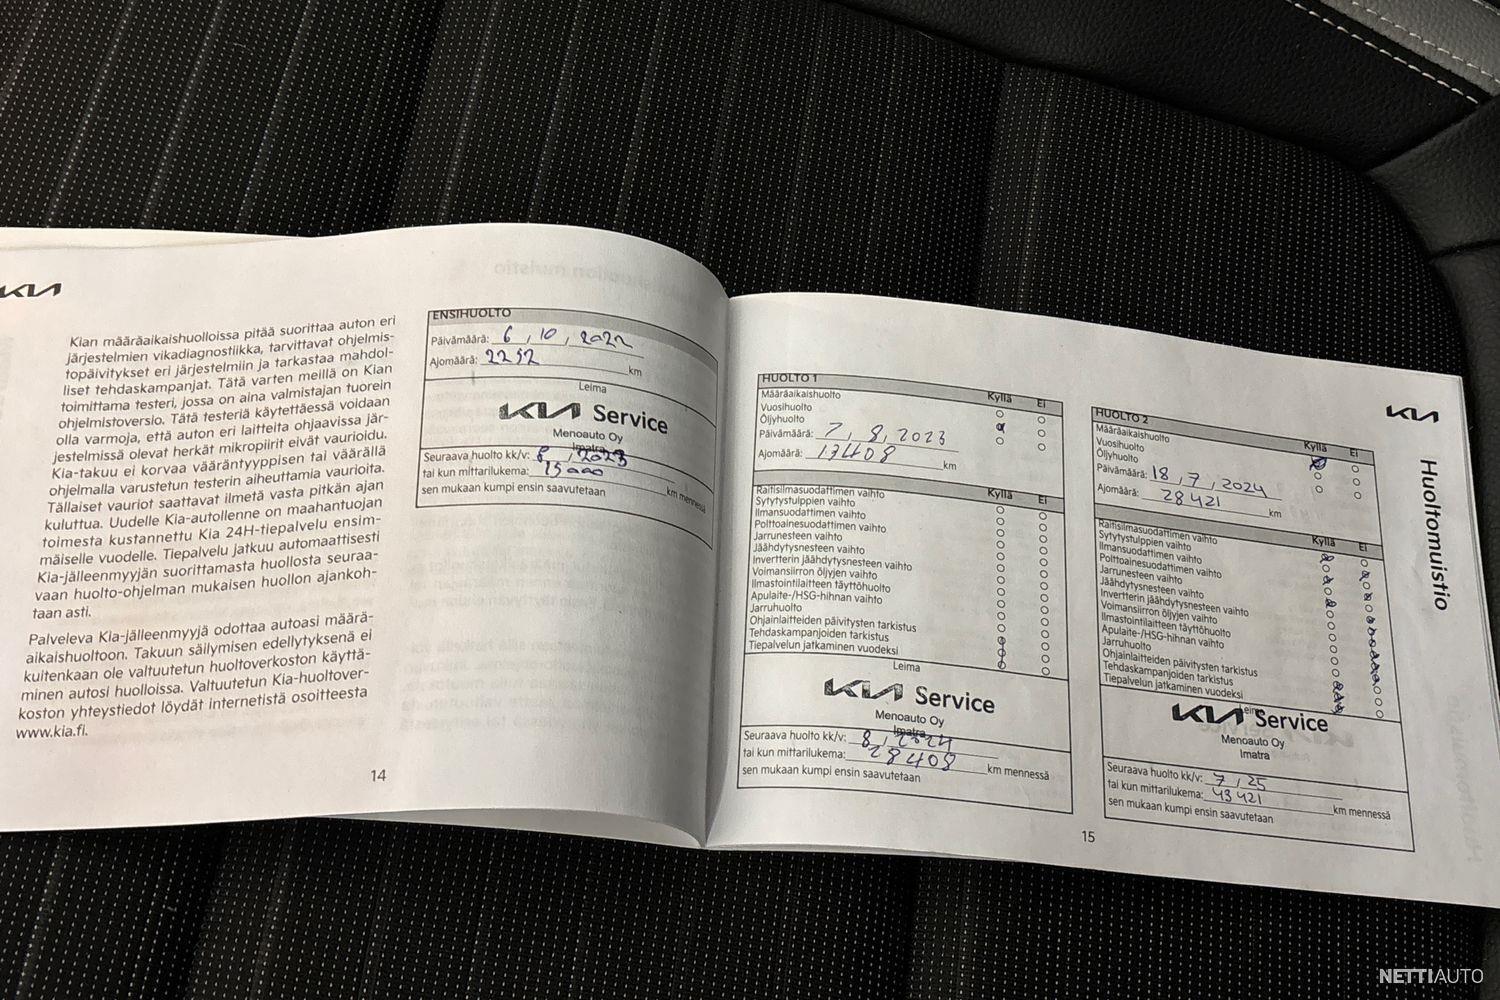 KIA
Kian määräaikaishuolloissa pitää suorittaa auton eri
järjestelmien vikadiagnostiikka, tarvittavat ohjelmis-
topäivitykset eri järjestelmiin ja tarkastaa mahdol-
liset tehdaskampanjat. Tätä varten meillä on Kian
toimittama testeri, jossa on aina valmistajan tuorein
ohjelmistoversio. Tätä testeriä käytettäessä voidaan
olla varmoja, että auton eri laitteita ohjaavissa jär-
jestelmissä olevat herkät mikropiirit eivät vaurioidu.
Kia-takuu ei korvaa vääräntyyppisen tai väärällä
ohjelmalla varustetun testerin aiheuttamia vaurioita.
Tällaiset vauriot saattavat ilmetä vasta pitkän ajan
kuluttua. Uudelle Kia-autollenne on maahantuojan
toimesta kustannettu Kia 24H-tiepalvelu ensim-
mäiselle vuodelle. Tiepalvelu jatkuu automaattisesti
Kia-jälleenmyyjän suorittamasta huollosta seuraa-
vaan huolto-ohjelman mukaisen huollon ajankoh-
taan asti.
Palveleva Kia-jälleenmyyjä odottaa autoasi määrä-
aikaishuoltoon. Takuun säilymisen edellytyksenä ei
kuitenkaan ole valtuutetun huoltoverkoston käyttä-
minen autosi huolloissa. Valtuutetun Kia-huoltover-
koston yhteystiedot löydät internetistä osoitteesta
www.kia.fi.
14
ENSIHUOLTO
Päivämäärä: 6, 10, 2022
Ajomäärä: 2252 km
Leima
KIA Service
Menoauto Oy
Imatra
Seuraava huolto kk/v: 8, 2023
tai kun mittarilukema: 15000 km mennessä
sen mukaan kumpi ensin saavutetaan
HUOLTO 1
Kyllä Ei
Määräaikaishuolto
Vuosihuolto
Öljyhuolto
Päivämäärä: 7, 8, 2023
Ajomäärä: 13408 km
Kyllä Ei
Raitisilmasuodattimen vaihto
Sytytystulppien vaihto
Ilmansuodattimen vaihto
Polttoainesuodattimen vaihto
Jarrunesteen vaihto
Jäähdytysnesteen vaihto
Invertterin jäähdytysnesteen vaihto
Voimansiirron öljyjen vaihto
Ilmastointilaitteen täyttöhuolto
Apulaite-/HSG-hihnan vaihto
Jarruhuolto
Ohjainlaitteiden päivitysten tarkistus
Tehdaskampanjoiden tarkistus
Tiepalvelun jatkaminen vuodeksi
Leima
KIA Service
Menoauto Oy
Imatra
Seuraava huolto kk/v: 8, 2024
tai kun mittarilukema: 28408 km mennessä
sen mukaan kumpi ensin saavutetaan
15
HUOLTO 2
Kyllä Ei
Määräaikaishuolto
Vuosihuolto
Öljyhuolto
Päivämäärä: 18, 7, 2024
Ajomäärä: 28421 km
Kyllä Ei
Raitisilmasuodattimen vaihto
Sytytystulppien vaihto
Ilmansuodattimen vaihto
Polttoainesuodattimen vaihto
Jarrunesteen vaihto
Jäähdytysnesteen vaihto
Invertterin jäähdytysnesteen vaihto
Voimansiirron öljyjen vaihto
Ilmastointilaitteen täyttöhuolto
Apulaite-/HSG-hihnan vaihto
Jarruhuolto
Ohjainlaitteiden päivitysten tarkistus
Tehdaskampanjoiden tarkistus
Tiepalvelun jatkaminen vuodeksi
Leima
KIA Service
Menoauto Oy
Imatra
Seuraava huolto kk/v: 7, 25
tai kun mittarilukema: 43421 km mennessä
sen mukaan kumpi ensin saavutetaan
KIA
Huoltomuistio
NETTIAUTO